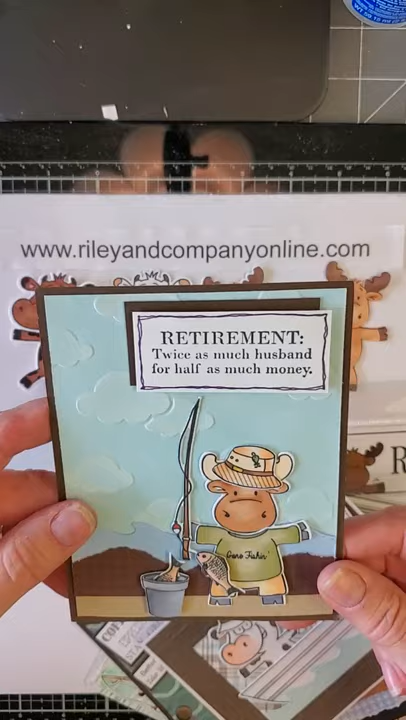 www.rileyandcompanyonline.com
RETIREMENT:
Twice as much husband
for half as much money.
Gone Fishin'